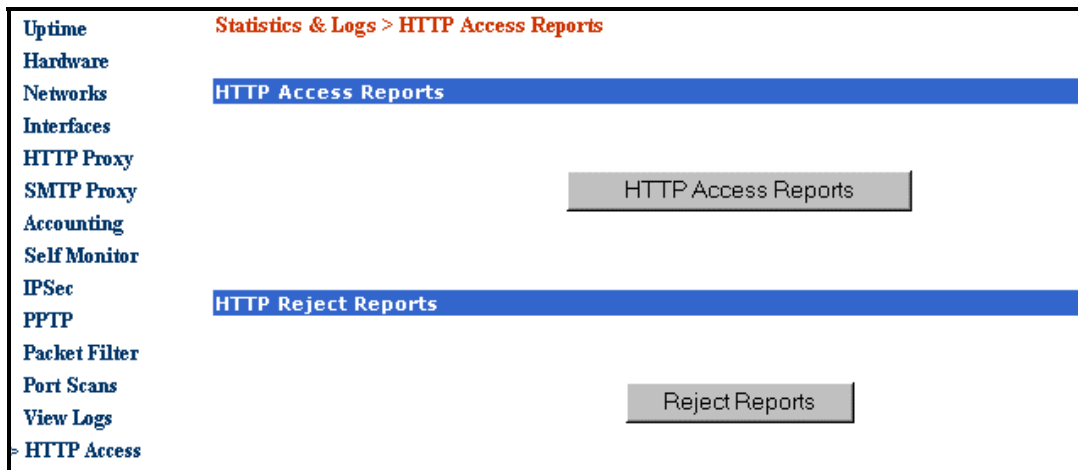 Uptime
Hardware
Networks
Interfaces
HTTP Proxy
SMTP Proxy
Accounting
Self Monitor
IPSec
PPTP
Packet Filter
Port Scans
View Logs
HTTP Access
Statistics & Logs > HTTP Access Reports
HTTP Access Reports
HTTP Access Reports
HTTP Reject Reports
Reject Reports